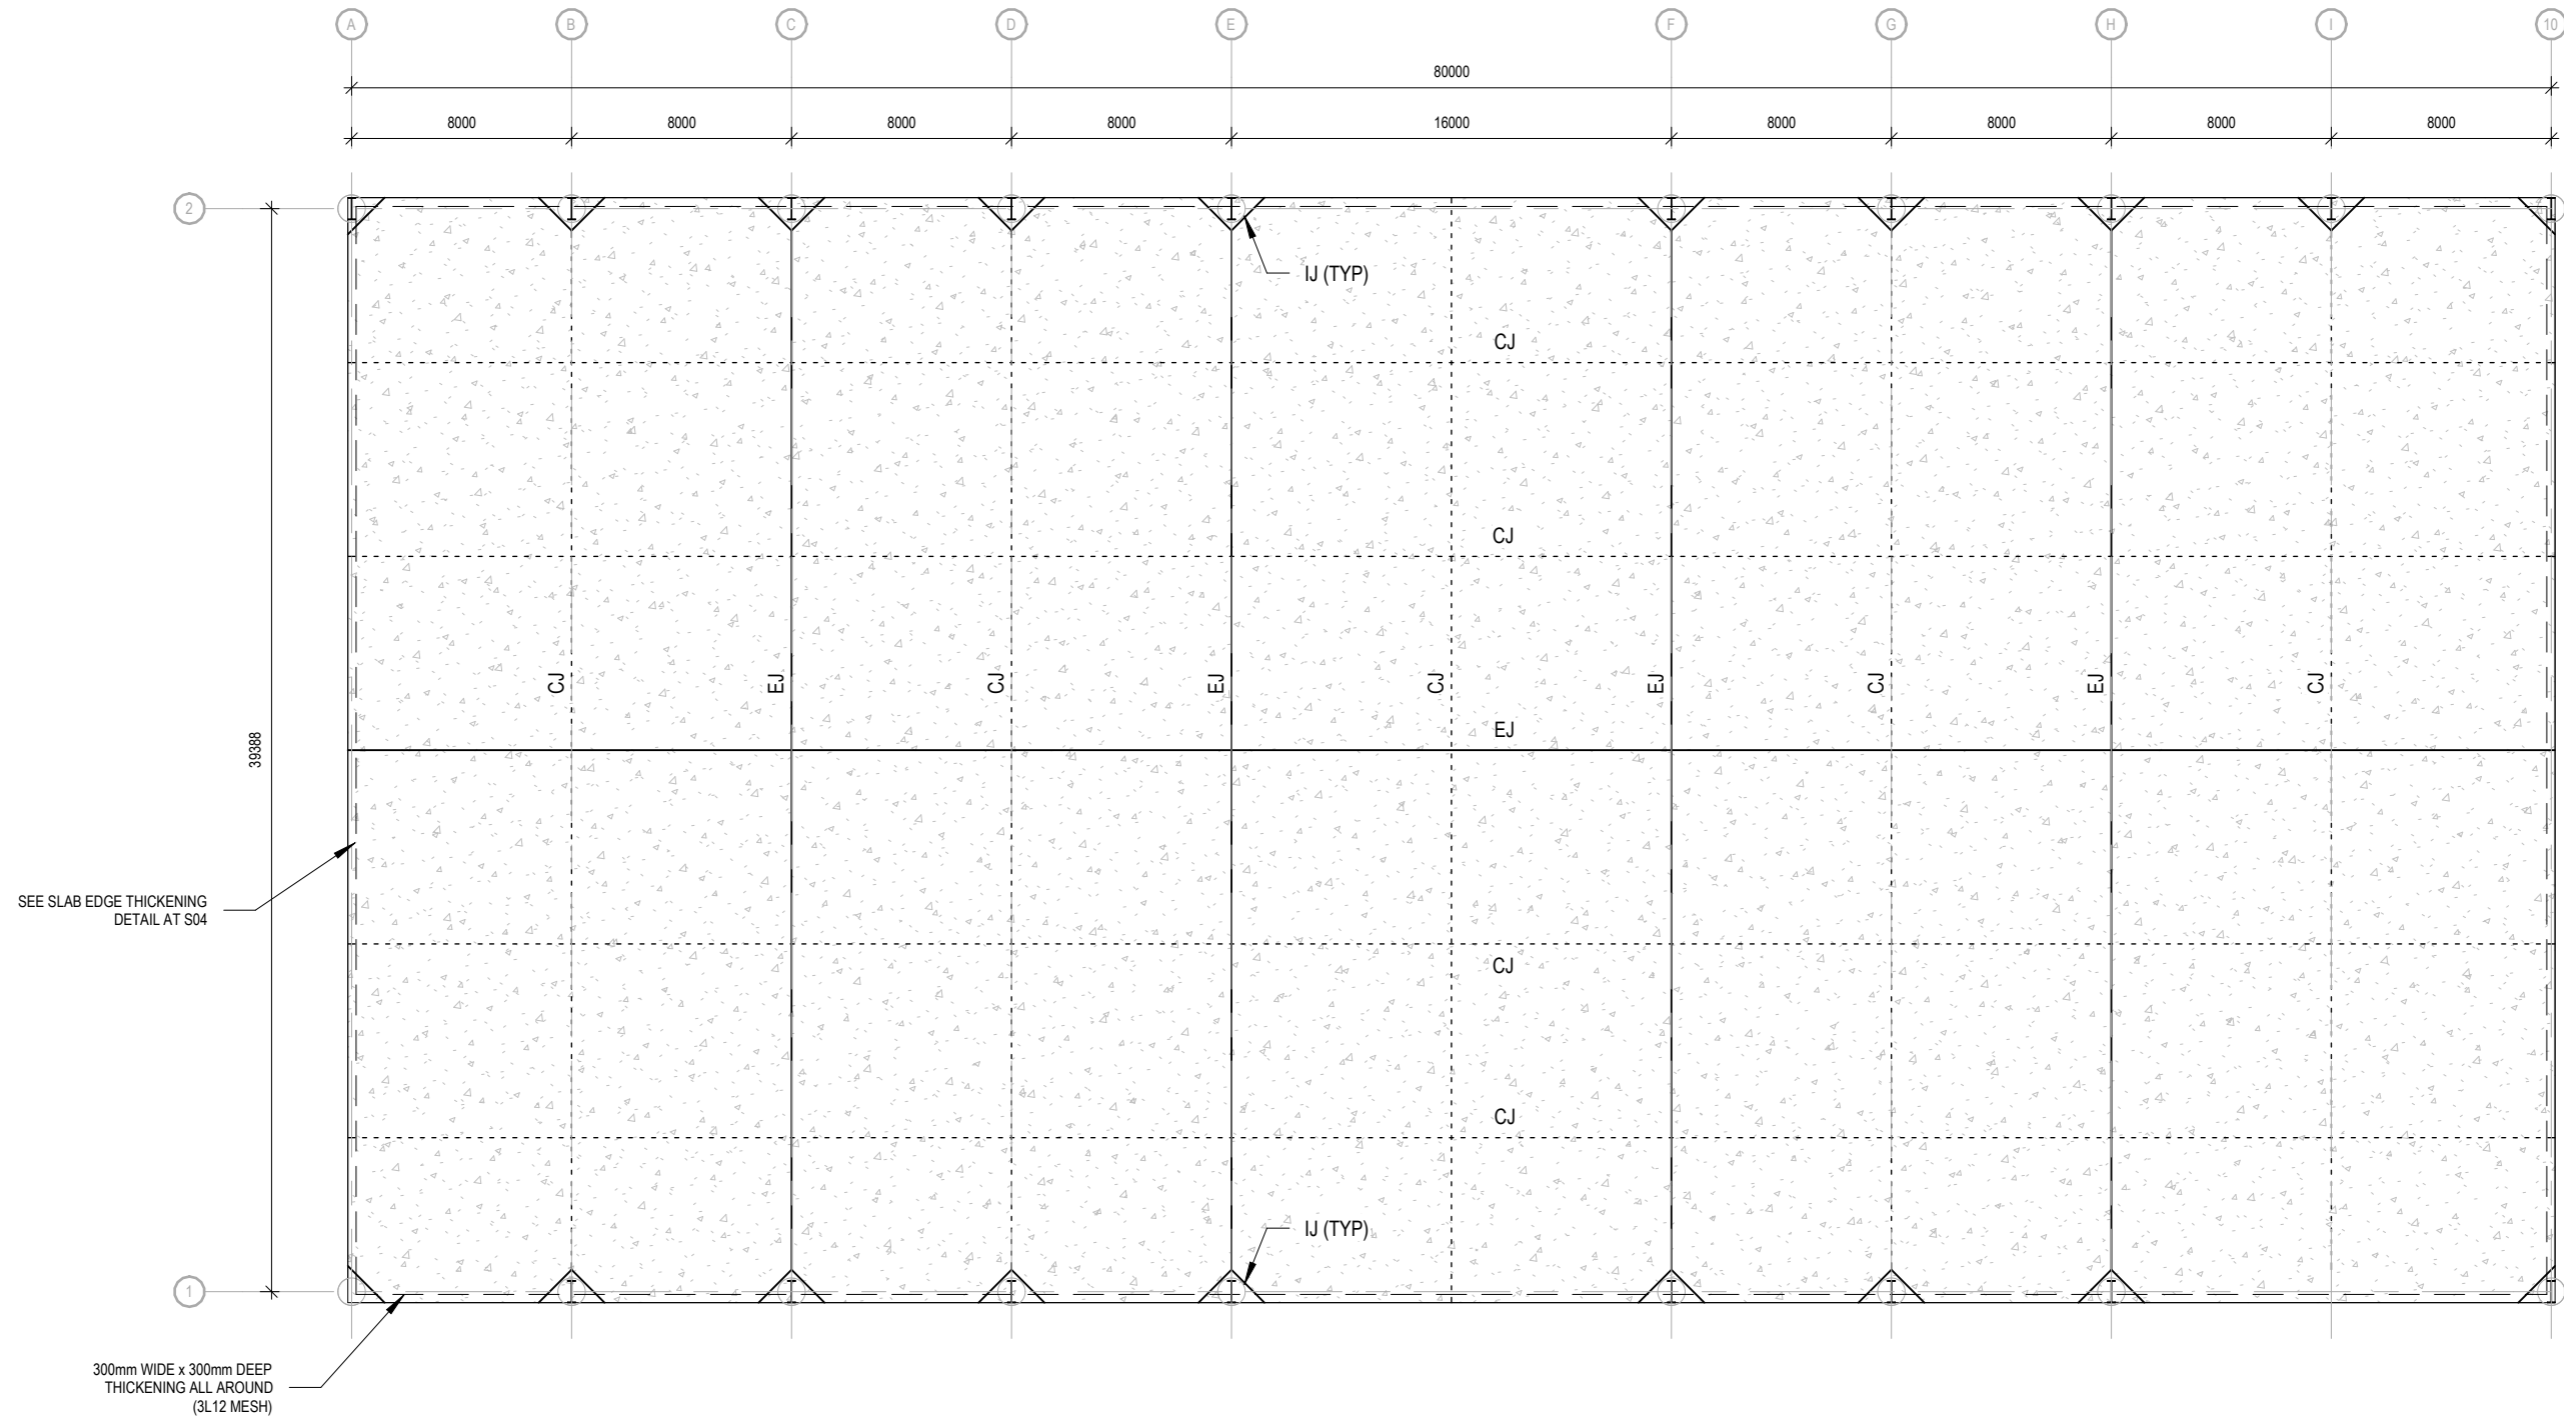 A
B
C
D
E
F
G
H
I
10
80000
8000
8000
8000
8000
16000
8000
8000
8000
8000
2
IJ (TYP)
CJ
CJ
CJ
EJ
CJ
EJ
CJ
EJ
CJ
EJ
CJ
EJ
39388
SEE SLAB EDGE THICKENING
DETAIL AT S04
CJ
CJ
IJ (TYP)
1
300mm WIDE x 300mm DEEP
THICKENING ALL AROUND
(3L12 MESH)